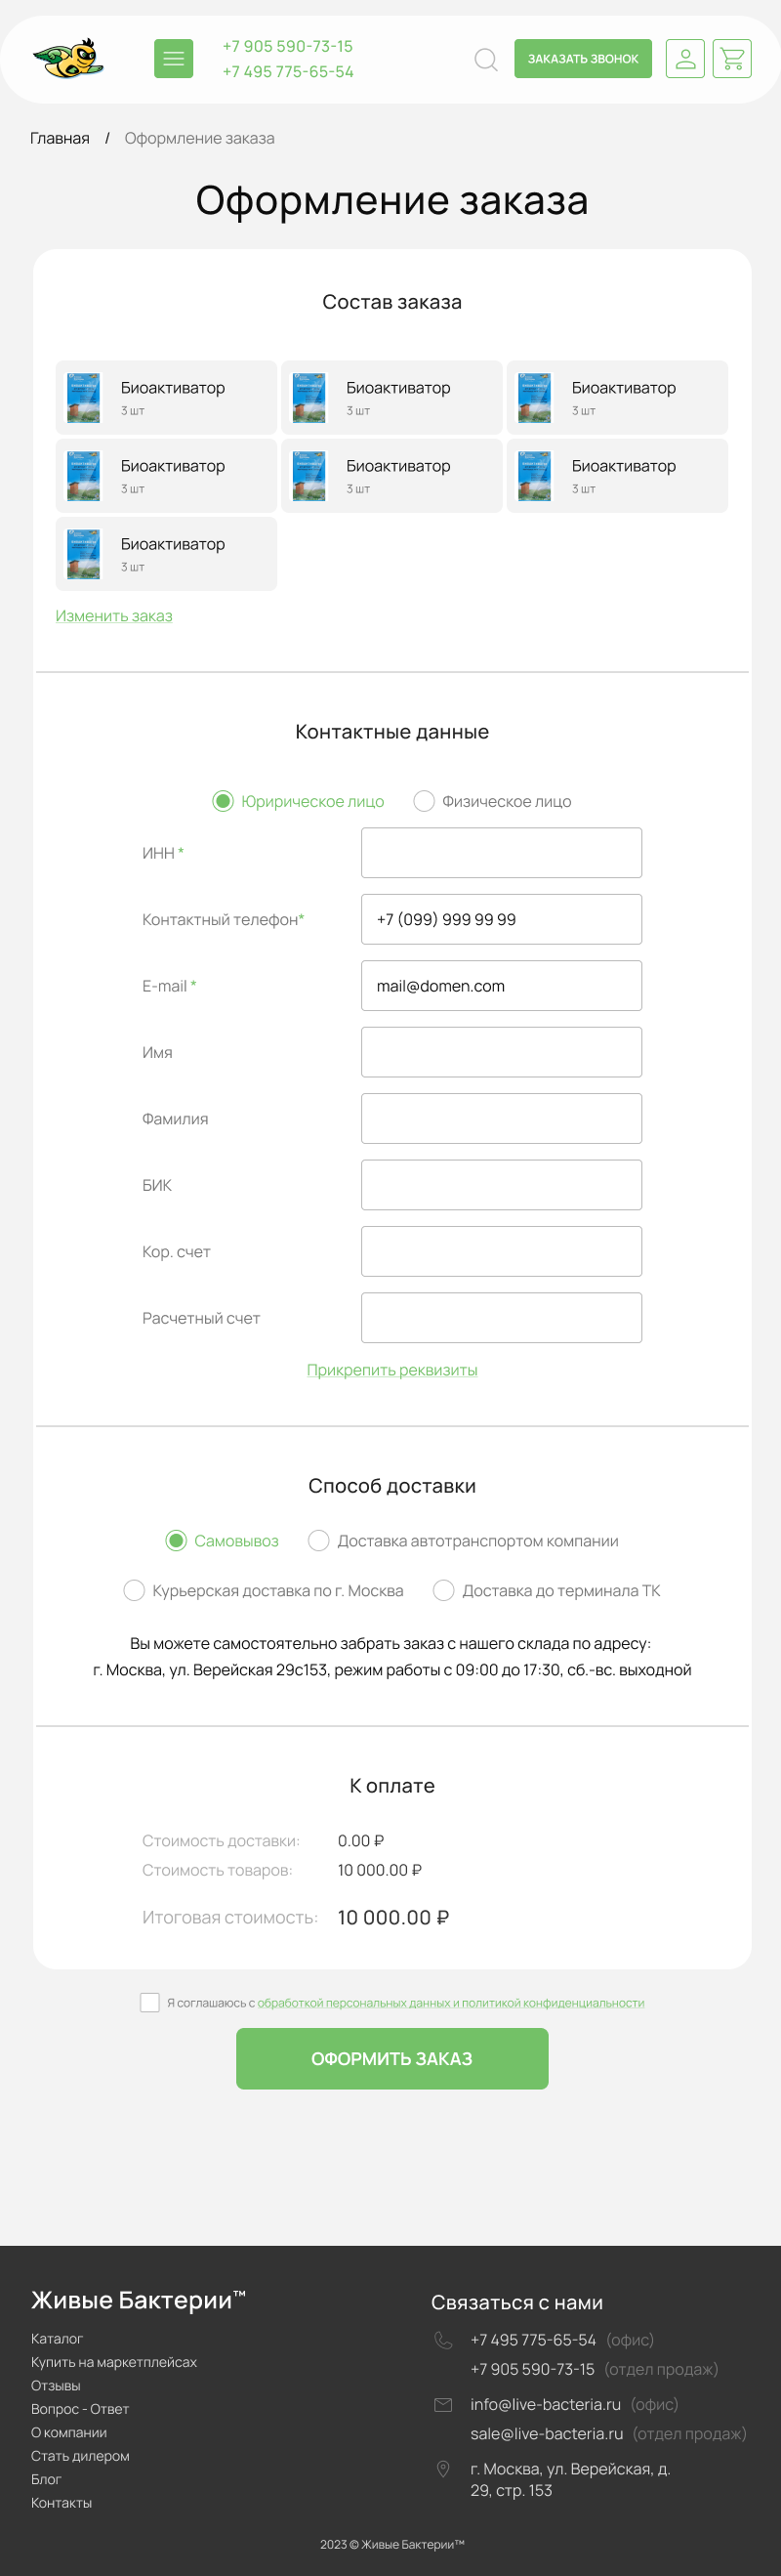 +7 905 590-73-15
+7 495 775-65-54
ЗАКАЗАТЬ ЗВОНОК
Главная / Оформление заказа
Оформление заказа
Состав заказа
Биоактиватор
3 шт
Биоактиватор
3 шт
Биоактиватор
3 шт
Биоактиватор
3 шт
Биоактиватор
3 шт
Биоактиватор
3 шт
Биоактиватор
3 шт
Изменить заказ
Контактные данные
Юририческое лицо
Физическое лицо
ИНН *
Контактный телефон*
+7 (099) 999 99 99
E-mail *
mail@domen.com
Имя
Фамилия
БИК
Кор. счет
Расчетный счет
Прикрепить реквизиты
Способ доставки
Самовывоз
Доставка автотранспортом компании
Курьерская доставка по г. Москва
Доставка до терминала ТК
Вы можете самостоятельно забрать заказ с нашего склада по адресу:
г. Москва, ул. Верейская 29с153, режим работы с 09:00 до 17:30, сб.-вс. выходной
К оплате
Стоимость доставки: 0.00 ₽
Стоимость товаров: 10 000.00 ₽
Итоговая стоимость: 10 000.00 ₽
Я соглашаюсь с обработкой персональных данных и политикой конфиденциальности
ОФОРМИТЬ ЗАКАЗ
Живые Бактерии™
Каталог
Купить на маркетплейсах
Отзывы
Вопрос - Ответ
О компании
Стать дилером
Блог
Контакты
Связаться с нами
+7 495 775-65-54 (офис)
+7 905 590-73-15 (отдел продаж)
info@live-bacteria.ru (офис)
sale@live-bacteria.ru (отдел продаж)
г. Москва, ул. Верейская, д.
29, стр. 153
2023 © Живые Бактерии™